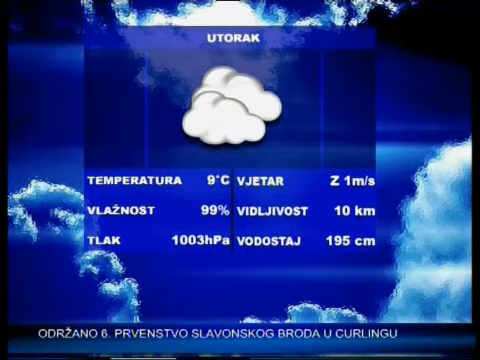 UTORAK
TEMPERATURA 9°C VJETAR Z 1m/s
VLAŽNOST 99% VIDLJIVOST 10 km
TLAK 1003hPa VODOSTAJ 195 cm
ODRŽANO 6. PRVENSTVO SLAVONSKOG BRODA U CURLINGU